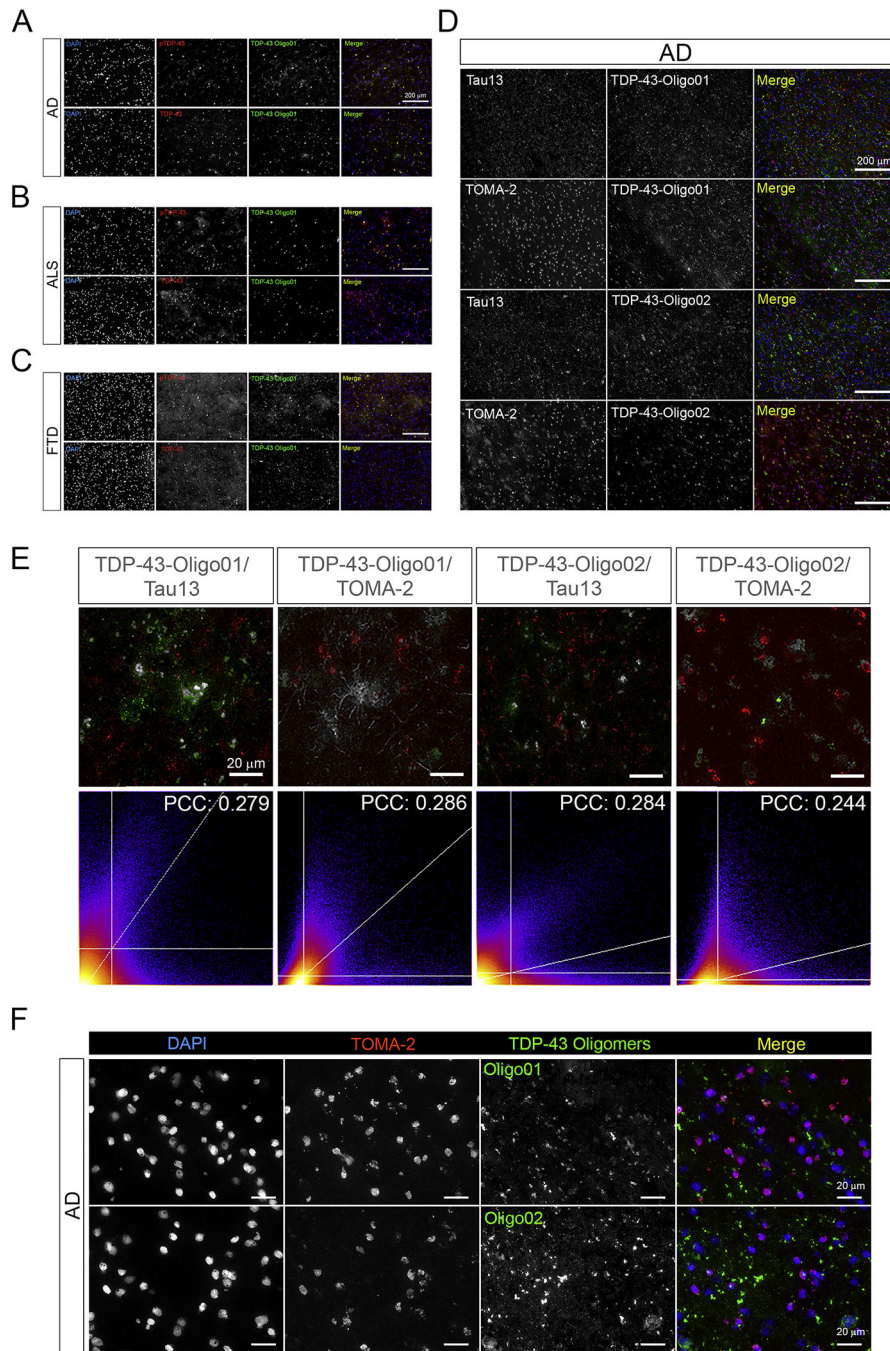 A
AD
DAPI
pTDP-43
TDP-43 Oligo01
Merge
200 μm
DAPI
TDP-43
TDP-43 Oligo01
Merge
B
ALS
DAPI
pTDP-43
TDP-43 Oligo01
Merge
DAPI
TDP-43
TDP-43 Oligo01
Merge
C
FTD
DAPI
pTDP-43
TDP-43 Oligo01
Merge
DAPI
TDP-43
TDP-43 Oligo01
Merge
D
AD
Tau13
TDP-43-Oligo01
Merge
200 μm
TOMA-2
TDP-43-Oligo01
Merge
Tau13
TDP-43-Oligo02
Merge
TOMA-2
TDP-43-Oligo02
Merge
E
TDP-43-Oligo01/
Tau13
TDP-43-Oligo01/
TOMA-2
TDP-43-Oligo02/
Tau13
TDP-43-Oligo02/
TOMA-2
20 μm
PCC: 0.279
PCC: 0.286
PCC: 0.284
PCC: 0.244
F
DAPI
TOMA-2
TDP-43 Oligomers
Merge
AD
Oligo01
20 μm
Oligo02
20 μm